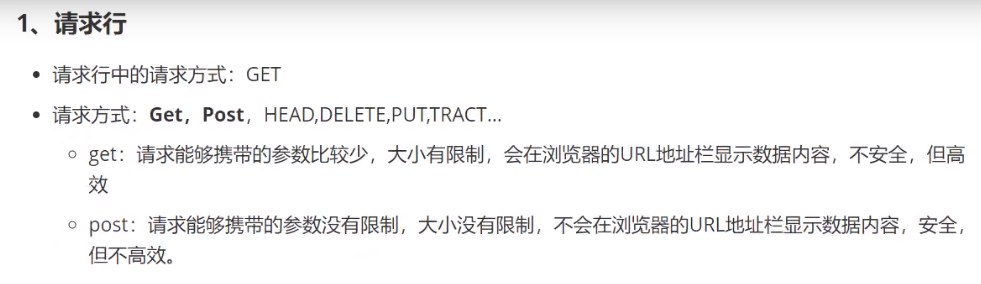 1、请求行
• 请求行中的请求方式：GET
• 请求方式：Get，Post，HEAD,DELETE,PUT,TRACT...
◦ get：请求能够携带的参数比较少，大小有限制，会在浏览器的URL地址栏显示数据内容，不安全，但高
效
◦ post：请求能够携带的参数没有限制，大小没有限制，不会在浏览器的URL地址栏显示数据内容，安全，
但不高效。